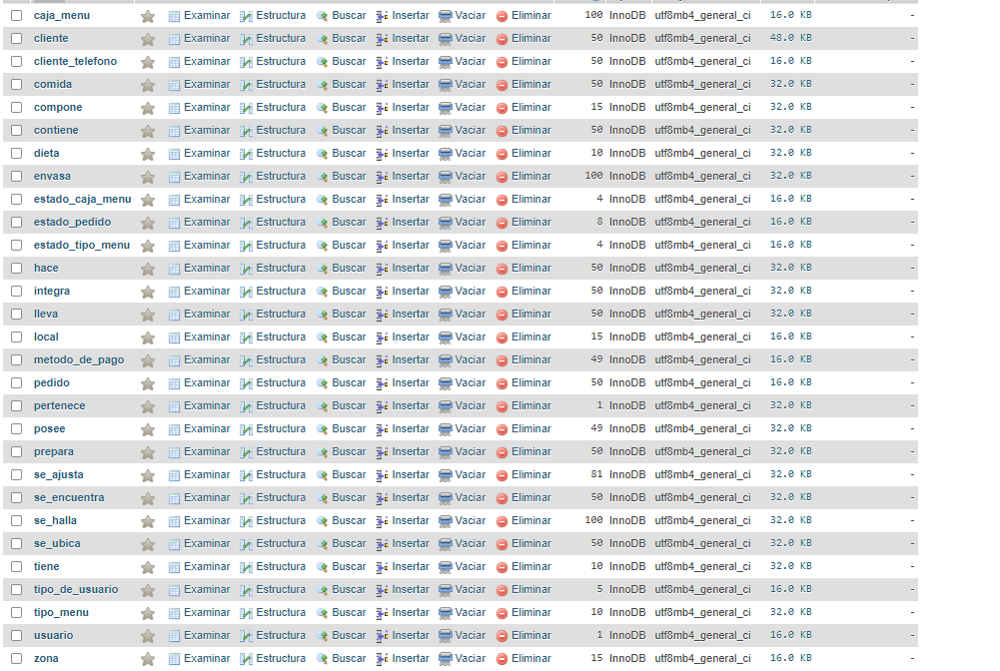 caja_menu Examinar Estructura Buscar Insertar Vaciar Eliminar 100 InnoDB utf8mb4_general_ci 16.0 KB -
cliente Examinar Estructura Buscar Insertar Vaciar Eliminar 50 InnoDB utf8mb4_general_ci 48.0 KB -
cliente_telefono Examinar Estructura Buscar Insertar Vaciar Eliminar 50 InnoDB utf8mb4_general_ci 16.0 KB -
comida Examinar Estructura Buscar Insertar Vaciar Eliminar 50 InnoDB utf8mb4_general_ci 32.0 KB -
compone Examinar Estructura Buscar Insertar Vaciar Eliminar 15 InnoDB utf8mb4_general_ci 32.0 KB -
contiene Examinar Estructura Buscar Insertar Vaciar Eliminar 50 InnoDB utf8mb4_general_ci 32.0 KB -
dieta Examinar Estructura Buscar Insertar Vaciar Eliminar 10 InnoDB utf8mb4_general_ci 32.0 KB -
envasa Examinar Estructura Buscar Insertar Vaciar Eliminar 100 InnoDB utf8mb4_general_ci 32.0 KB -
estado_caja_menu Examinar Estructura Buscar Insertar Vaciar Eliminar 4 InnoDB utf8mb4_general_ci 16.0 KB -
estado_pedido Examinar Estructura Buscar Insertar Vaciar Eliminar 8 InnoDB utf8mb4_general_ci 16.0 KB -
estado_tipo_menu Examinar Estructura Buscar Insertar Vaciar Eliminar 4 InnoDB utf8mb4_general_ci 16.0 KB -
hace Examinar Estructura Buscar Insertar Vaciar Eliminar 50 InnoDB utf8mb4_general_ci 32.0 KB -
integra Examinar Estructura Buscar Insertar Vaciar Eliminar 50 InnoDB utf8mb4_general_ci 32.0 KB -
lleva Examinar Estructura Buscar Insertar Vaciar Eliminar 50 InnoDB utf8mb4_general_ci 32.0 KB -
local Examinar Estructura Buscar Insertar Vaciar Eliminar 15 InnoDB utf8mb4_general_ci 16.0 KB -
metodo_de_pago Examinar Estructura Buscar Insertar Vaciar Eliminar 49 InnoDB utf8mb4_general_ci 16.0 KB -
pedido Examinar Estructura Buscar Insertar Vaciar Eliminar 50 InnoDB utf8mb4_general_ci 16.0 KB -
pertenece Examinar Estructura Buscar Insertar Vaciar Eliminar 1 InnoDB utf8mb4_general_ci 32.0 KB -
posee Examinar Estructura Buscar Insertar Vaciar Eliminar 49 InnoDB utf8mb4_general_ci 32.0 KB -
prepara Examinar Estructura Buscar Insertar Vaciar Eliminar 50 InnoDB utf8mb4_general_ci 32.0 KB -
se_ajusta Examinar Estructura Buscar Insertar Vaciar Eliminar 81 InnoDB utf8mb4_general_ci 32.0 KB -
se_encuentra Examinar Estructura Buscar Insertar Vaciar Eliminar 50 InnoDB utf8mb4_general_ci 32.0 KB -
se_halla Examinar Estructura Buscar Insertar Vaciar Eliminar 100 InnoDB utf8mb4_general_ci 32.0 KB -
se_ubica Examinar Estructura Buscar Insertar Vaciar Eliminar 50 InnoDB utf8mb4_general_ci 32.0 KB -
tiene Examinar Estructura Buscar Insertar Vaciar Eliminar 10 InnoDB utf8mb4_general_ci 32.0 KB -
tipo_de_usuario Examinar Estructura Buscar Insertar Vaciar Eliminar 5 InnoDB utf8mb4_general_ci 16.0 KB -
tipo_menu Examinar Estructura Buscar Insertar Vaciar Eliminar 10 InnoDB utf8mb4_general_ci 32.0 KB -
usuario Examinar Estructura Buscar Insertar Vaciar Eliminar 1 InnoDB utf8mb4_general_ci 16.0 KB -
zona Examinar Estructura Buscar Insertar Vaciar Eliminar 15 InnoDB utf8mb4_general_ci 16.0 KB -